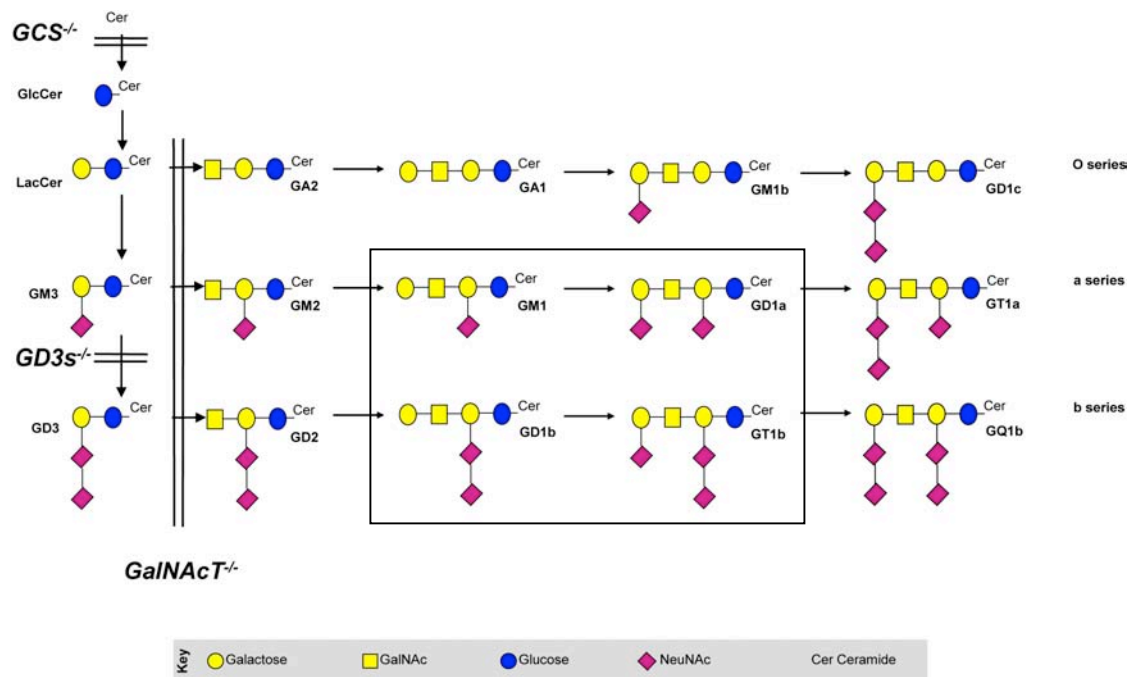 Cer
GCS-/-
GlcCer
Cer
LacCer
Cer
Cer
GA2
Cer
GA1
Cer
GM1b
Cer
GD1c
O series
GM3
Cer
Cer
GM2
Cer
GM1
Cer
GD1a
Cer
GT1a
a series
GD3s-/-
GD3
Cer
Cer
GD2
Cer
GD1b
Cer
GT1b
Cer
GQ1b
b series
GalNAcT-/-
Key
Galactose
GalNAc
Glucose
NeuNAc
Cer Ceramide